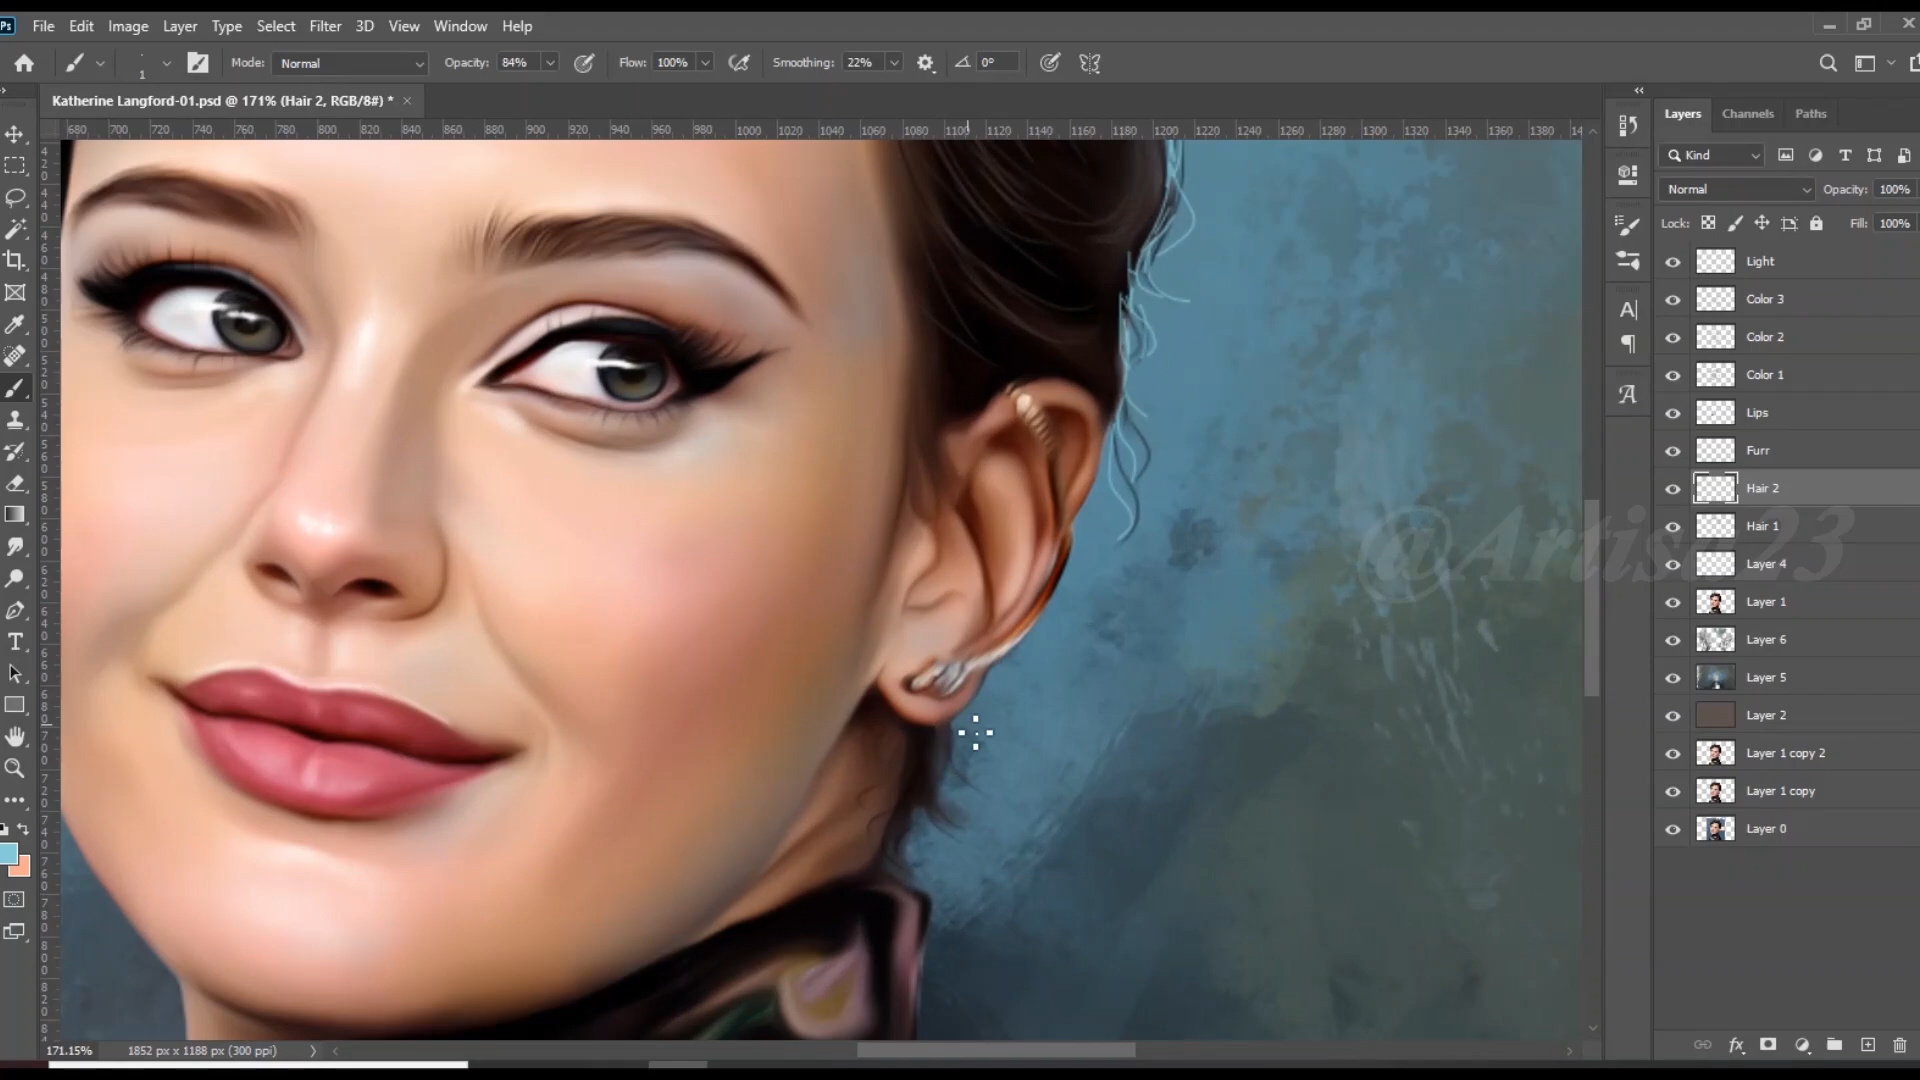 Ps File Edit Image Layer Type Select Filter 3D View Window Help
1 Mode: Normal Opacity: 84% Flow: 100% Smoothing: 22% 0°
Katherine Langford-01.psd @ 171% (Hair 2, RGB/8#) * ×
680 700 720 740 760 780 800 820 840 860 880 900 920 940 960 980 1000 1020 1040 1060 1080 1100 1120 1140 1160 1180 1200 1220 1240 1260 1280 1300 1320 1340 1360 1380 14
Layers Channels Paths
Kind
Normal Opacity: 100%
Lock: Fill: 100%
Light
Color 3
Color 2
Color 1
Lips
Furr
Hair 2
Hair 1
@Artist23
Layer 4
Layer 1
Layer 6
Layer 5
Layer 2
Layer 1 copy 2
Layer 1 copy
Layer 0
171.15% 1852 px x 1188 px (300 ppi)